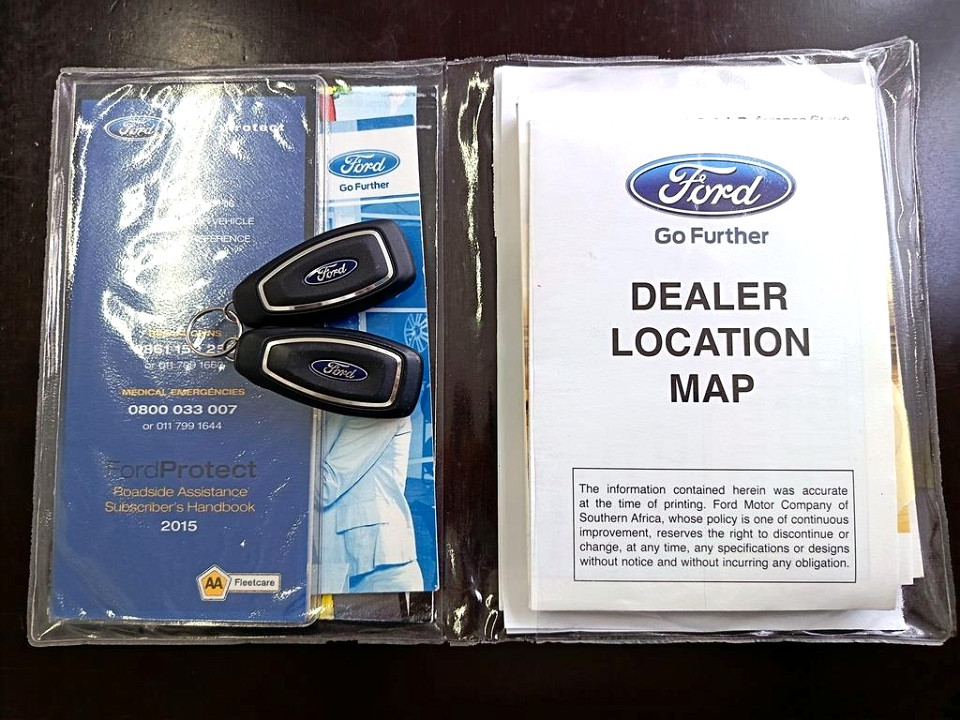 Ford
VEHICLE
MEDICAL EMERGENCIES
0800 033 007
or 011 799 1644
FordProtect
Roadside Assistance
Subscriber's Handbook
2015
AA Fleetcare
Ford
Go Further
Ford
Ford
Ford
Go Further
DEALER
LOCATION
MAP
The information contained herein was accurate
at the time of printing. Ford Motor Company of
Southern Africa, whose policy is one of continuous
improvement, reserves the right to discontinue or
change, at any time, any specifications or designs
without notice and without incurring any obligation.